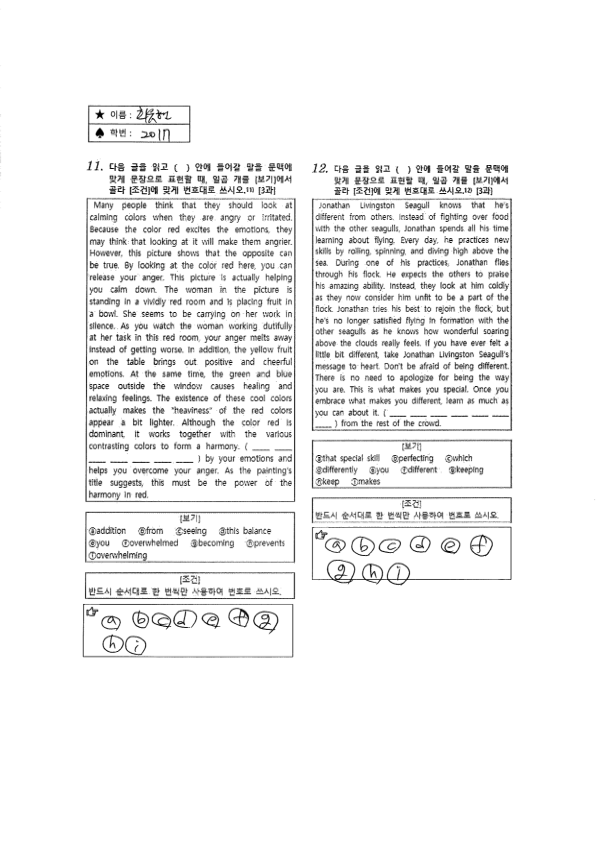 ★ 이름 :
♠ 학번 : 2017
11. 다음 글을 읽고 ( ) 안에 들어갈 말을 문맥에
맞게 문장으로 표현할 때, 일곱 개를 [보기]에서
골라 [조건]에 맞게 번호대로 쓰시오.11) [3과]
Many people think that they should look at
calming colors when they are angry or irritated.
Because the color red excites the emotions, they
may think that looking at it will make them angrier.
However, this picture shows that the opposite can
be true. By looking at the color red here, you can
release your anger. This picture is actually helping
you calm down. The woman in the picture is
standing in a vividly red room and is placing fruit in
a bowl. She seems to be carrying on her work in
silence. As you watch the woman working dutifully
at her task in this red room, your anger melts away
instead of getting worse. In addition, the yellow fruit
on the table brings out positive and cheerful
emotions. At the same time, the green and blue
space outside the window causes healing and
relaxing feelings. The existence of these cool colors
actually makes the "heaviness" of the red colors
appear a bit lighter. Although the color red is
dominant, it works together with the various
contrasting colors to form a harmony. ( ____ ____
____ ____ ____ ____ ____ ) by your emotions and
helps you overcome your anger. As the painting's
title suggests, this must be the power of the
harmony in red.
[보기]
ⓐaddition ⓑfrom ⓒseeing ⓓthis balance
ⓔyou ⓕoverwhelmed ⓖbecoming ⓗprevents
ⓘoverwhelming
[조건]
반드시 순서대로 한 번씩만 사용하여 번호로 쓰시오.
ⓐ ⓑ ⓒ ⓓ ⓔ ⓕ ⓖ
ⓗ ⓘ
12. 다음 글을 읽고 ( ) 안에 들어갈 말을 문맥에
맞게 문장으로 표현할 때, 일곱 개를 [보기]에서
골라 [조건]에 맞게 번호대로 쓰시오.12) [3과]
Jonathan Livingston Seagull knows that he's
different from others. Instead of fighting over food
with the other seagulls, Jonathan spends all his time
learning about flying. Every day, he practices new
skills by rolling, spinning, and diving high above the
sea. During one of his practices, Jonathan flies
through his flock. He expects the others to praise
his amazing ability. Instead, they look at him coldly
as they now consider him unfit to be a part of the
flock. Jonathan tries his best to rejoin the flock, but
he's no longer satisfied flying in formation with the
other seagulls as he knows how wonderful soaring
above the clouds really feels. If you have ever felt a
little bit different, take Jonathan Livingston Seagull's
message to heart. Don't be afraid of being different.
There is no need to apologize for being the way
you are. This is what makes you special. Once you
embrace what makes you different, learn as much as
you can about it. ( ____ ____ ____ ____ ____ ____
____ ) from the rest of the crowd.
[보기]
ⓐthat special skill ⓑperfecting ⓒwhich
ⓓdifferently ⓔyou ⓕdifferent ⓖkeeping
ⓗkeep ⓘmakes
[조건]
반드시 순서대로 한 번씩만 사용하여 번호로 쓰시오.
ⓐ ⓑ ⓒ ⓓ ⓔ ⓕ
ⓖ ⓗ ⓘ